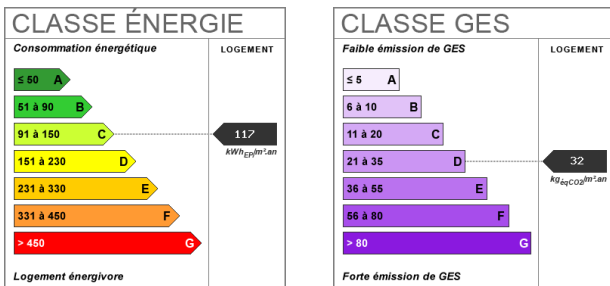 CLASSE ÉNERGIE
Consommation énergétique
LOGEMENT
≤ 50 A
51 à 90 B
91 à 150 C
117
kWhEP/m².an
151 à 230 D
231 à 330 E
331 à 450 F
> 450 G
Logement énergivore
CLASSE GES
Faible émission de GES
LOGEMENT
≤ 5 A
6 à 10 B
11 à 20 C
21 à 35 D
32
kgéqCO2/m².an
36 à 55 E
56 à 80 F
> 80 G
Forte émission de GES